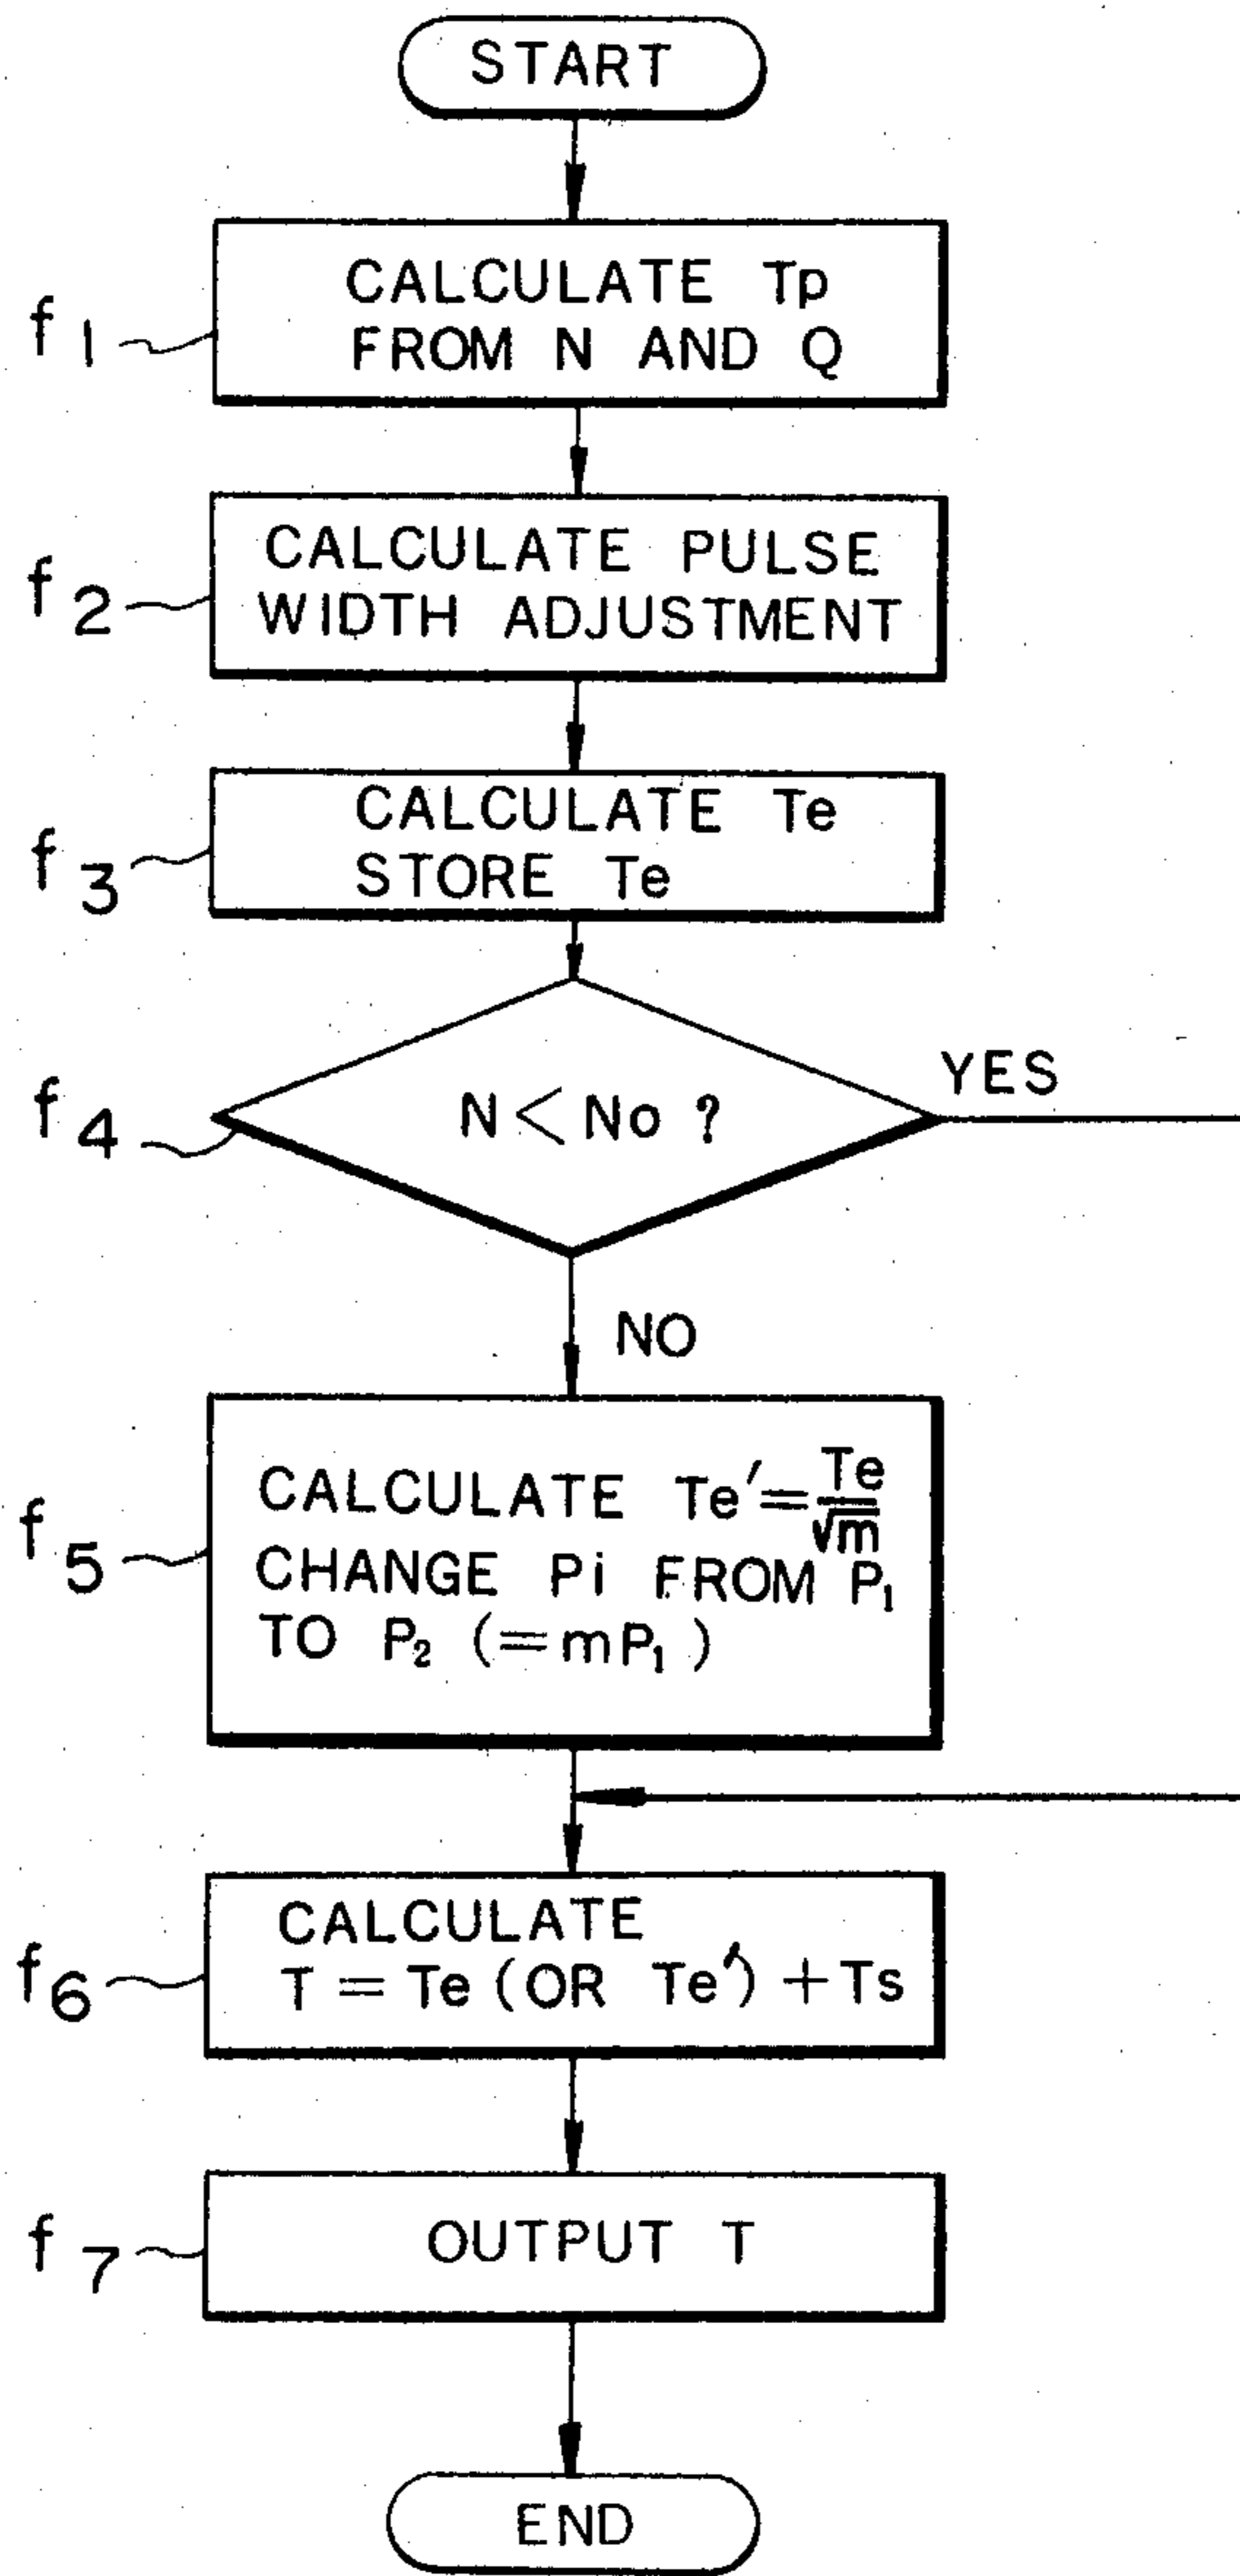 START
f1
CALCULATE Tp
FROM N AND Q
f2
CALCULATE PULSE
WIDTH ADJUSTMENT
f3
CALCULATE Te
STORE Te
f4
N < No ?
YES
NO
f5
CALCULATE Te′ = Te/√m
CHANGE Pi FROM P₁
TO P₂ (= mP₁)
f6
CALCULATE
T = Te (OR Te′) + Ts
f7
OUTPUT T
END